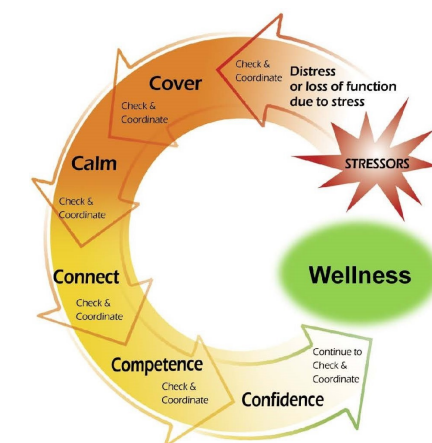 Distress
or loss of function
due to stress
STRESSORS
Check &
Coordinate
Cover
Check &
Coordinate
Calm
Check &
Coordinate
Connect
Check &
Coordinate
Competence
Check &
Coordinate
Confidence
Continue to
Check &
Coordinate
Wellness